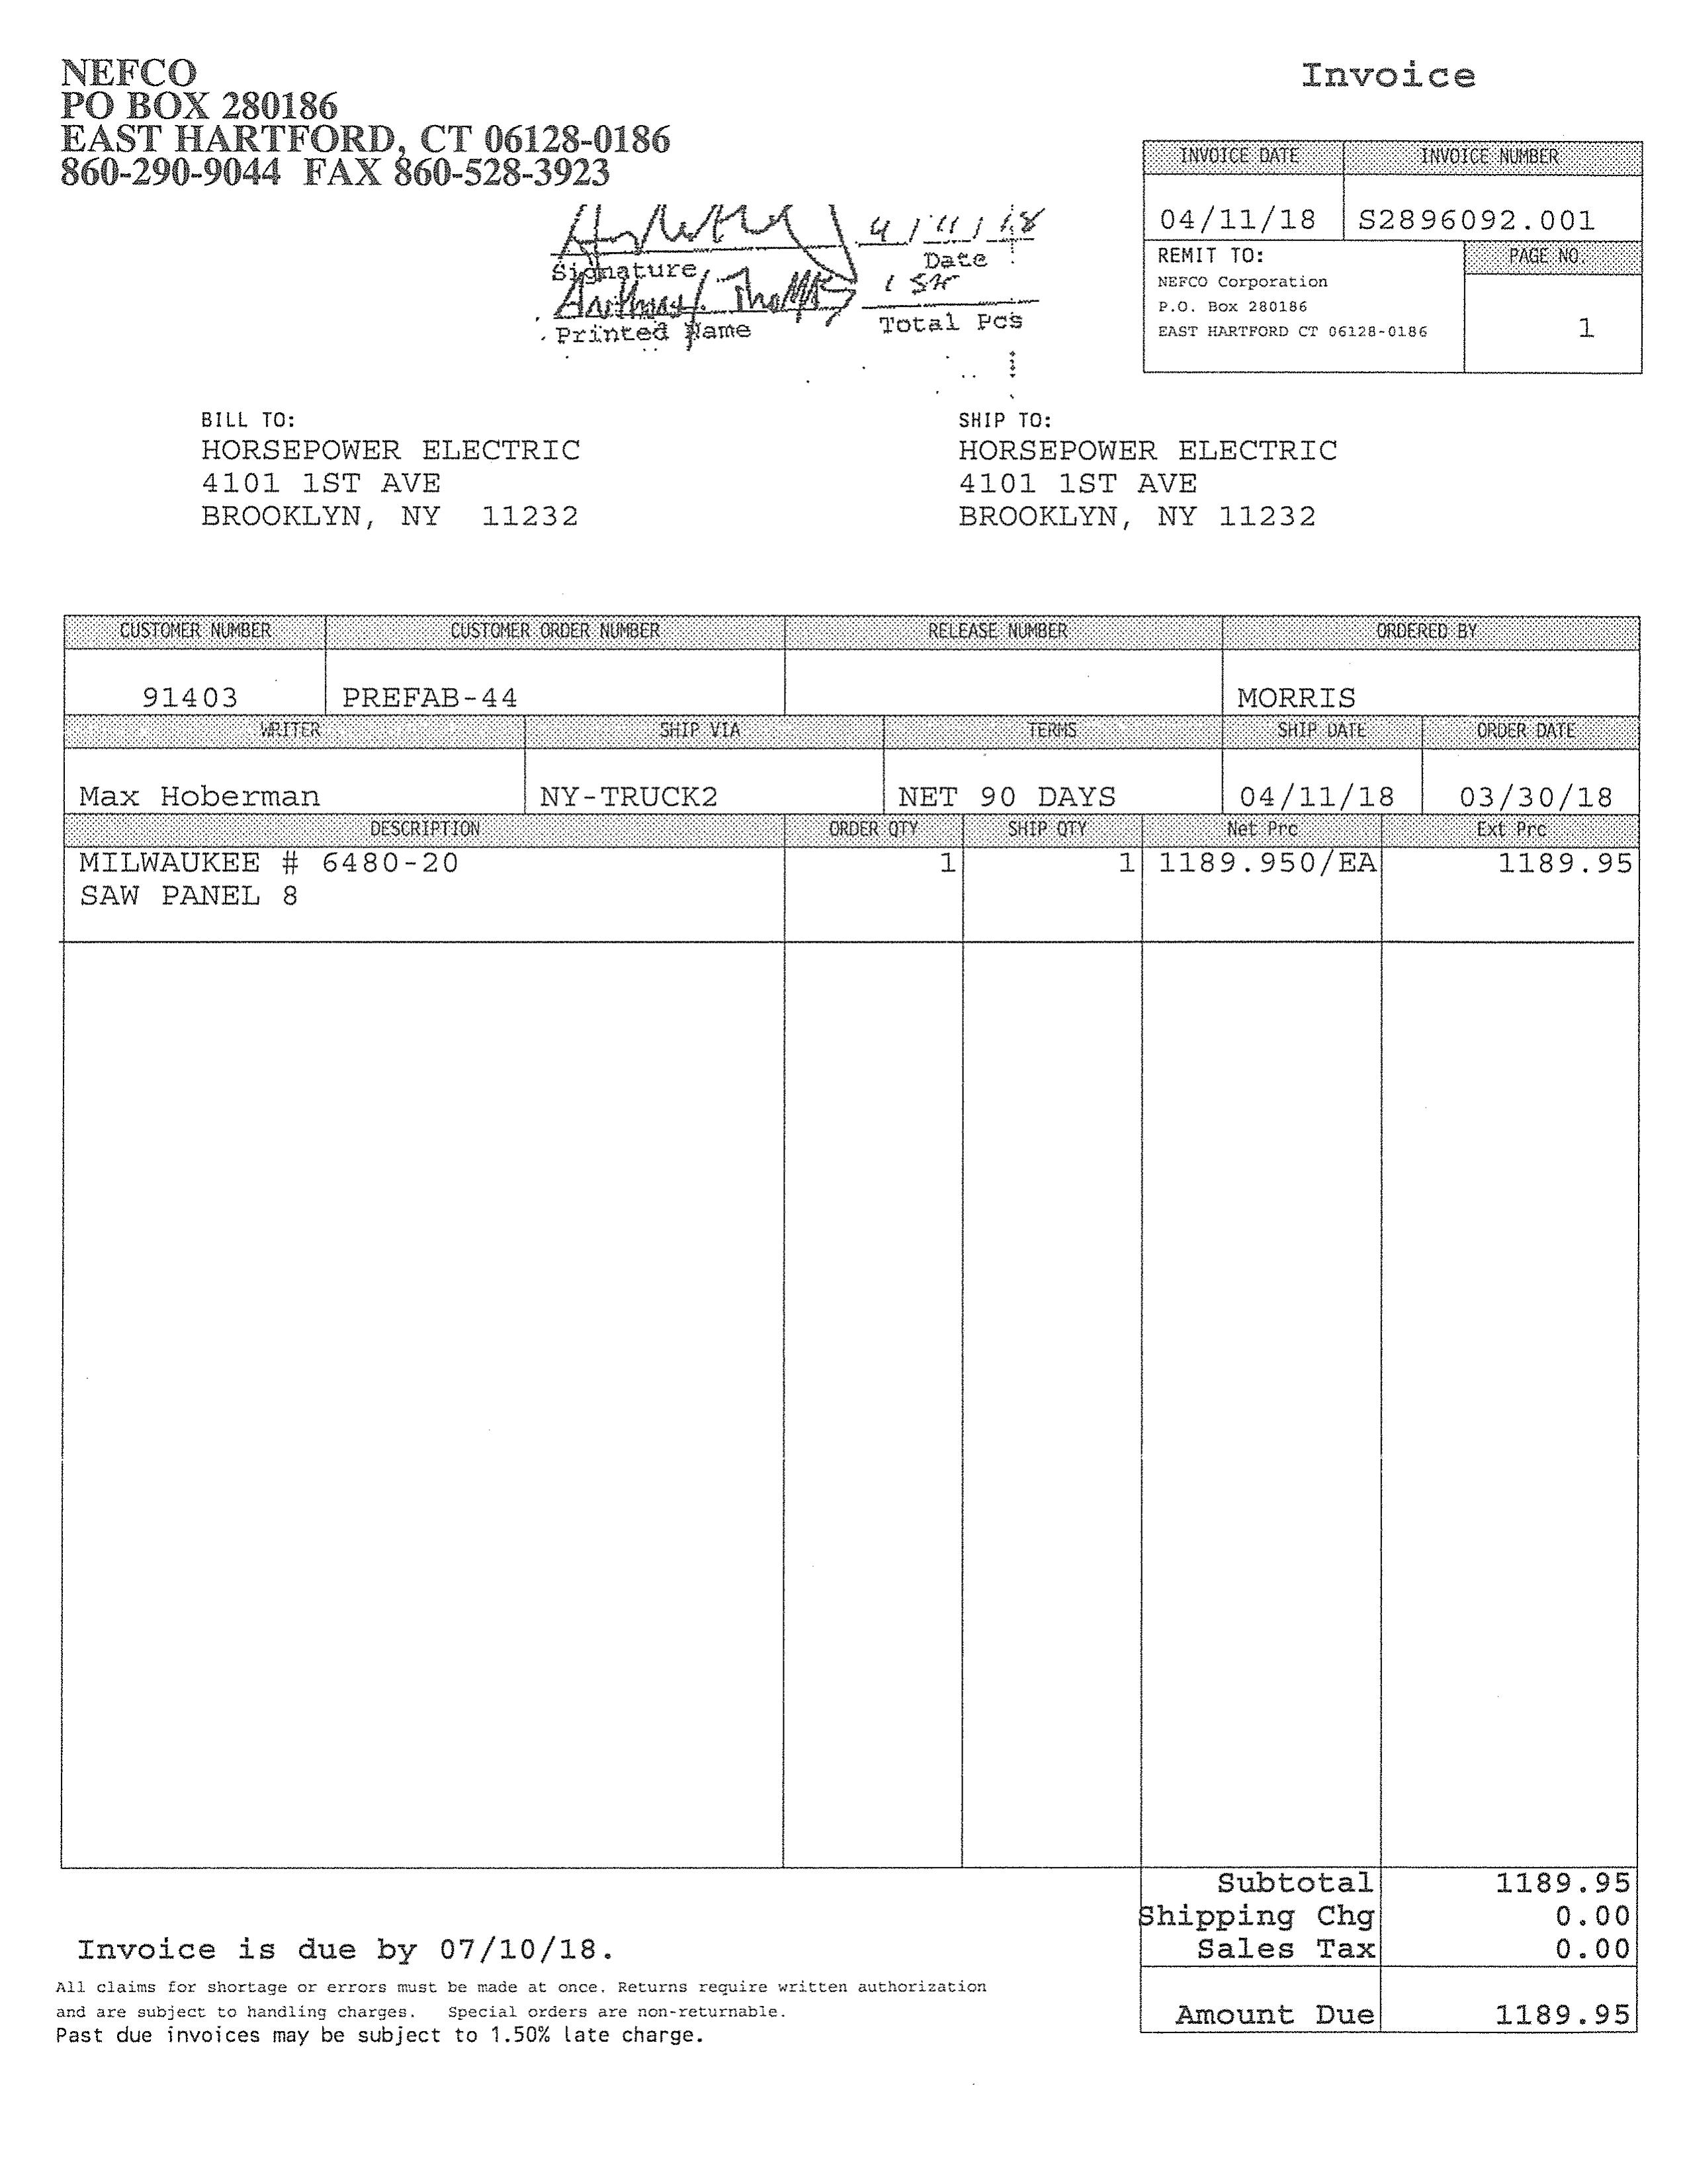 NEFCO
PO BOX 280186
EAST HARTFORD, CT 06128-0186
860-290-9044 FAX 860-528-3923
Invoice
INVOICE DATE INVOICE NUMBER
04/11/18 S2896092.001
REMIT TO: PAGE NO.
NEFCO Corporation
P.O. Box 280186
EAST HARTFORD CT 06128-0186
1
4/11/18
Signature Date
Printed Name Total Pcs
BILL TO:
HORSEPOWER ELECTRIC
4101 1ST AVE
BROOKLYN, NY 11232
SHIP TO:
HORSEPOWER ELECTRIC
4101 1ST AVE
BROOKLYN, NY 11232
CUSTOMER NUMBER CUSTOMER ORDER NUMBER RELEASE NUMBER ORDERED BY
91403 PREFAB-44 MORRIS
WRITER SHIP VIA TERMS SHIP DATE ORDER DATE
Max Hoberman NY-TRUCK2 NET 90 DAYS 04/11/18 03/30/18
DESCRIPTION ORDER QTY SHIP QTY Net Prc Ext Prc
MILWAUKEE # 6480-20 1 1 1189.950/EA 1189.95
SAW PANEL 8
Subtotal 1189.95
Shipping Chg 0.00
Sales Tax 0.00
Amount Due 1189.95
Invoice is due by 07/10/18.
All claims for shortage or errors must be made at once. Returns require written authorization
and are subject to handling charges. Special orders are non-returnable.
Past due invoices may be subject to 1.50% late charge.